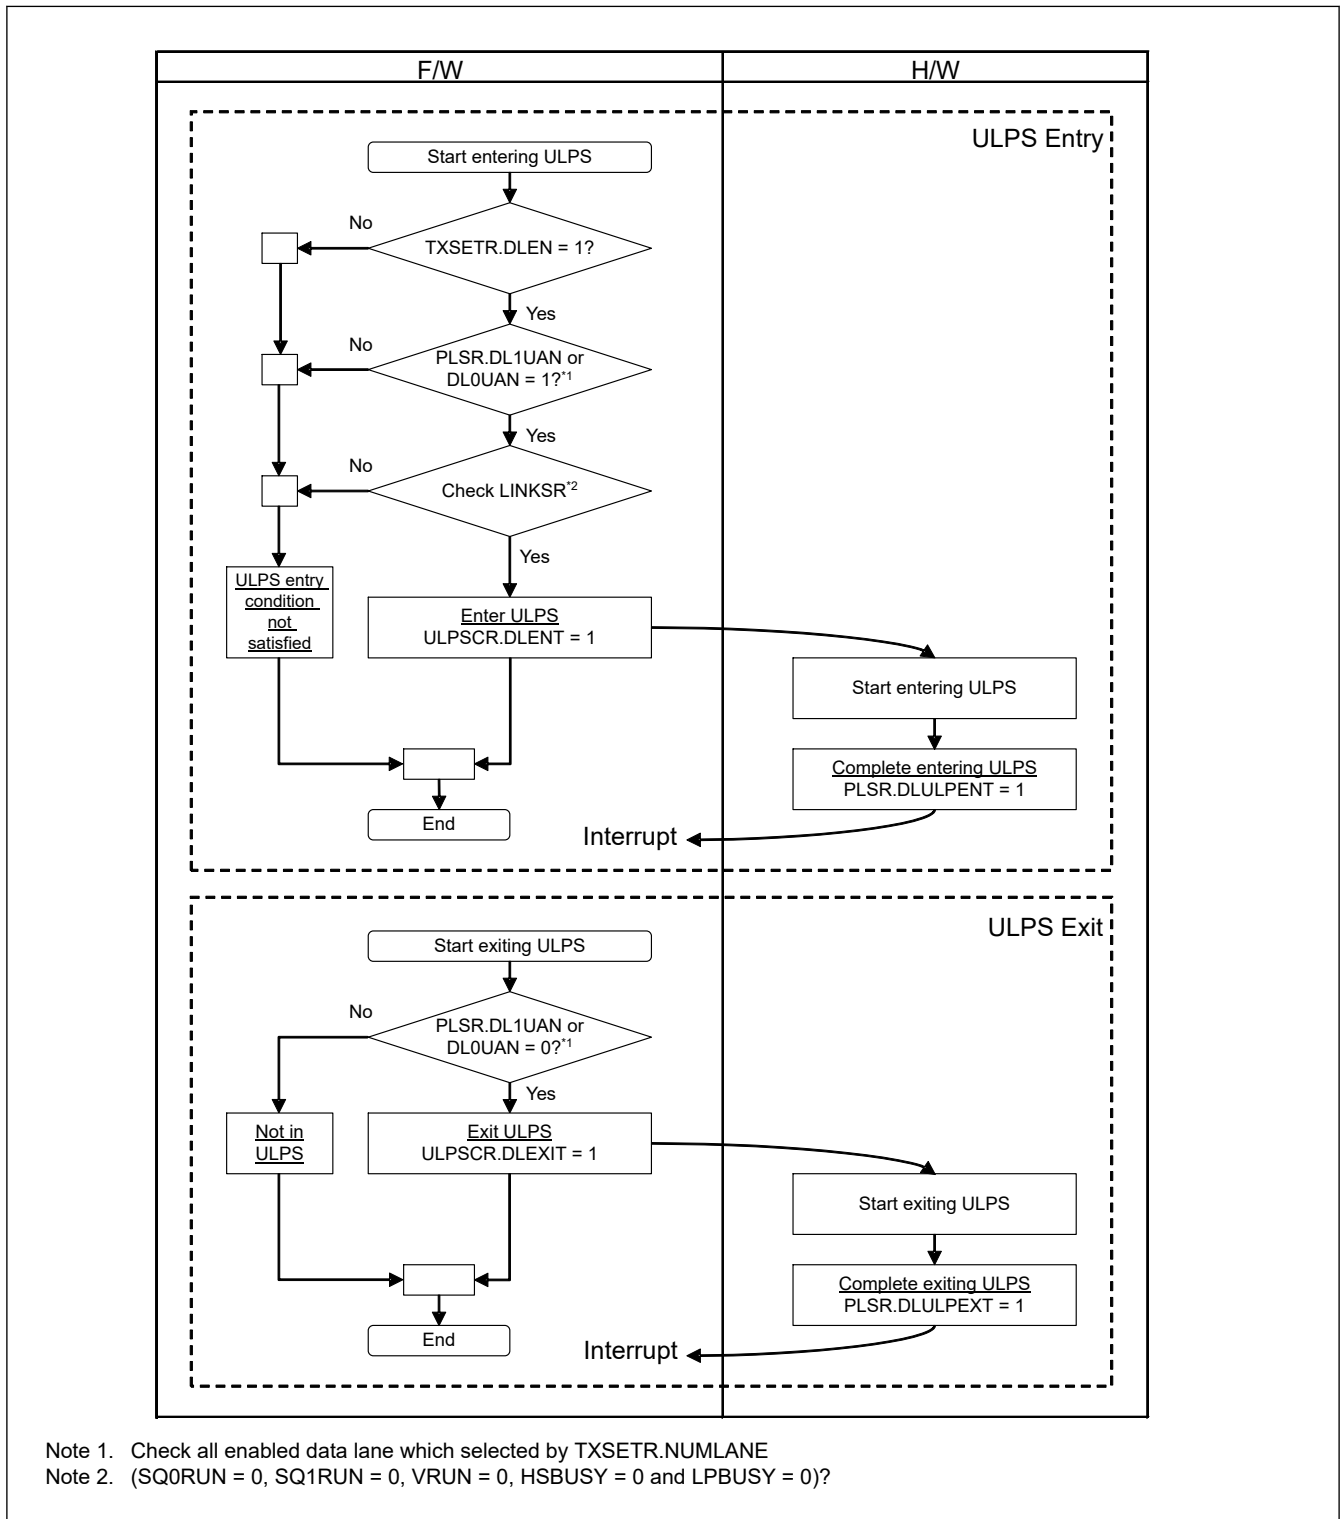 F/W
H/W
ULPS Entry
Start entering ULPS
No
TXSETR.DLEN = 1?
Yes
No
PLSR.DL1UAN or
DL0UAN = 1?*1
Yes
No
Check LINKSR*2
Yes
ULPS entry
condition
not
satisfied
Enter ULPS
ULPSCR.DLENT = 1
Start entering ULPS
Complete entering ULPS
PLSR.DLULPENT = 1
End
Interrupt
ULPS Exit
Start exiting ULPS
No
PLSR.DL1UAN or
DL0UAN = 0?*1
Yes
Not in
ULPS
Exit ULPS
ULPSCR.DLEXIT = 1
Start exiting ULPS
Complete exiting ULPS
PLSR.DLULPEXT = 1
End
Interrupt
Note 1. Check all enabled data lane which selected by TXSETR.NUMLANE
Note 2. (SQ0RUN = 0, SQ1RUN = 0, VRUN = 0, HSBUSY = 0 and LPBUSY = 0)?